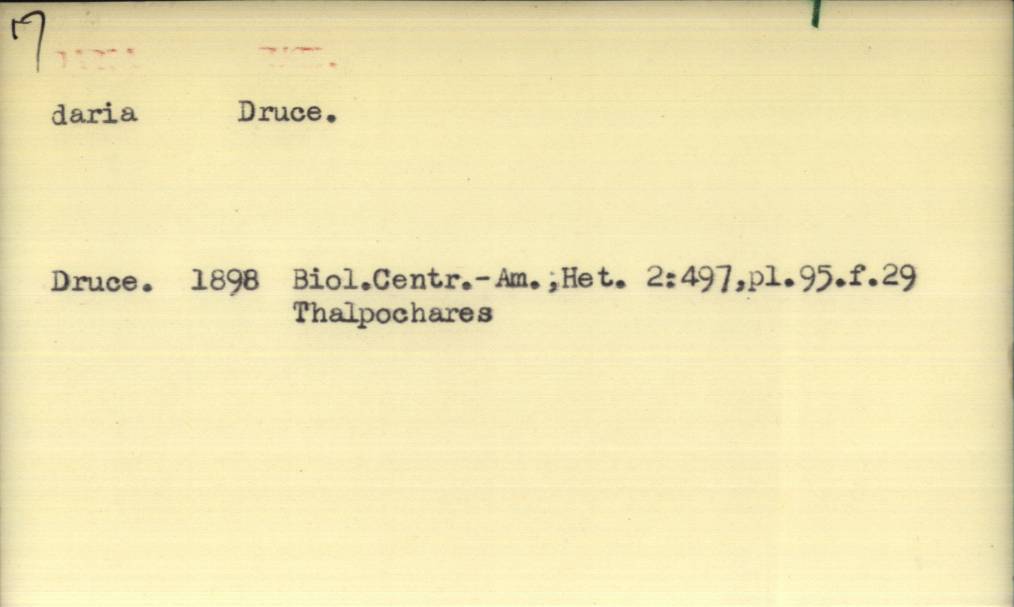 daria Druce.
Druce. 1898 Biol.Centr.-Am.;Het. 2:497,pl.95.f.29
Thalpochares